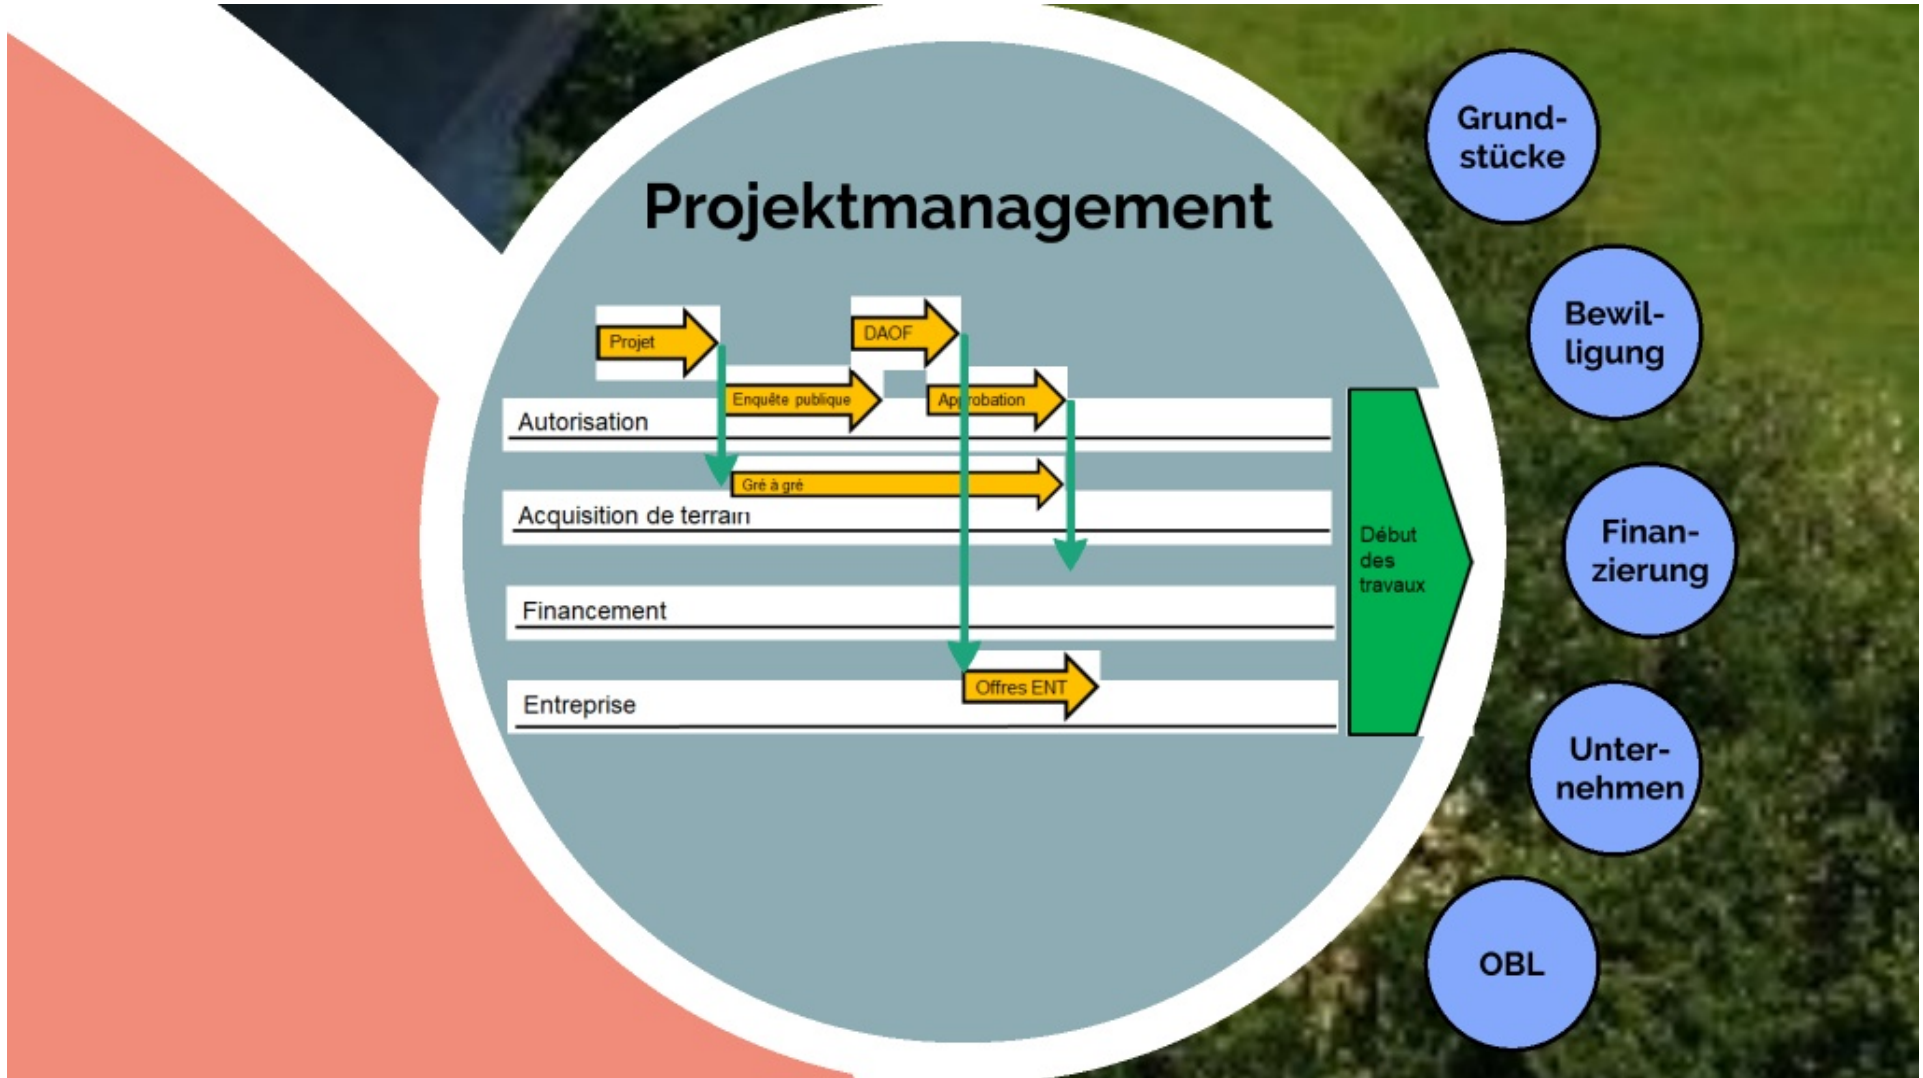 Projektmanagement
Projet
DAOF
Enquête publique
Approbation
Autorisation
Gré à gré
Acquisition de terrain
Financement
Offres ENT
Entreprise
Début
des
travaux
Grund-
stücke
Bewil-
ligung
Finan-
zierung
Unter-
nehmen
OBL